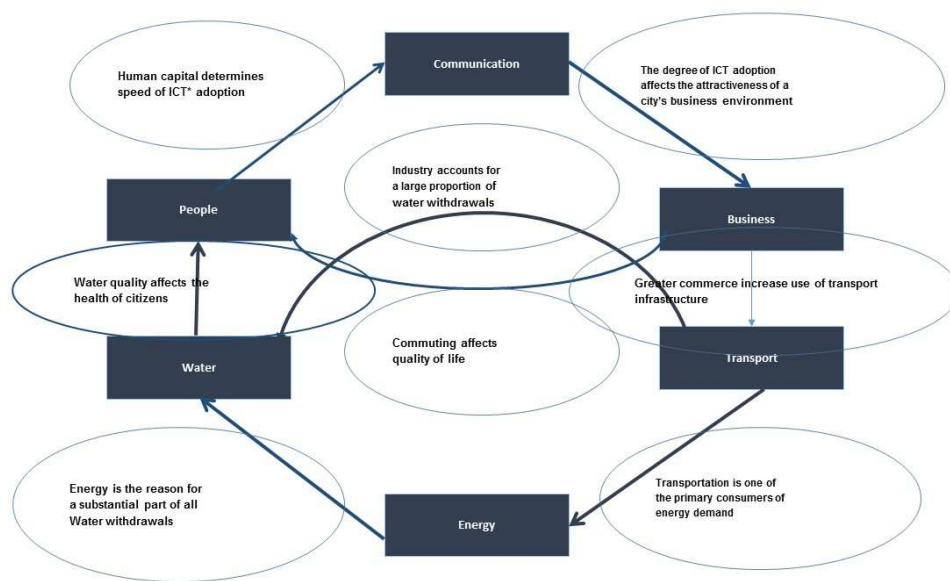 Communication
Human capital determines
speed of ICT* adoption
The degree of ICT adoption
affects the attractiveness of a
city's business environment
Industry accounts for
a large proportion of
water withdrawals
People
Business
Water quality affects the
health of citizens
Greater commerce increase use of transport
infrastructure
Commuting affects
quality of life
Water
Transport
Energy is the reason for
a substantial part of all
Water withdrawals
Transportation is one of
the primary consumers of
energy demand
Energy